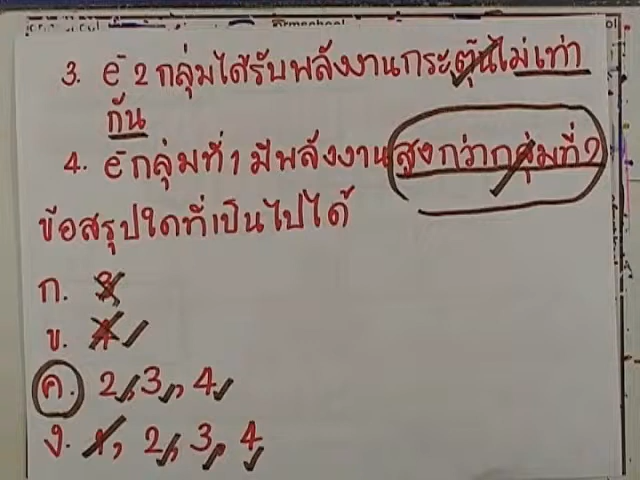 3. ē 2 กลุ่มได้รับพลังงานกระตุ้นไม่เท่า
กัน
4. ē กลุ่มที่ 1 มีพลังงานสูงกว่ากลุ่มที่ 2
ข้อสรุปใดที่เป็นไปได้
ก.
ข. 4
ค. 2, 3, 4
ง. 1, 2, 3, 4